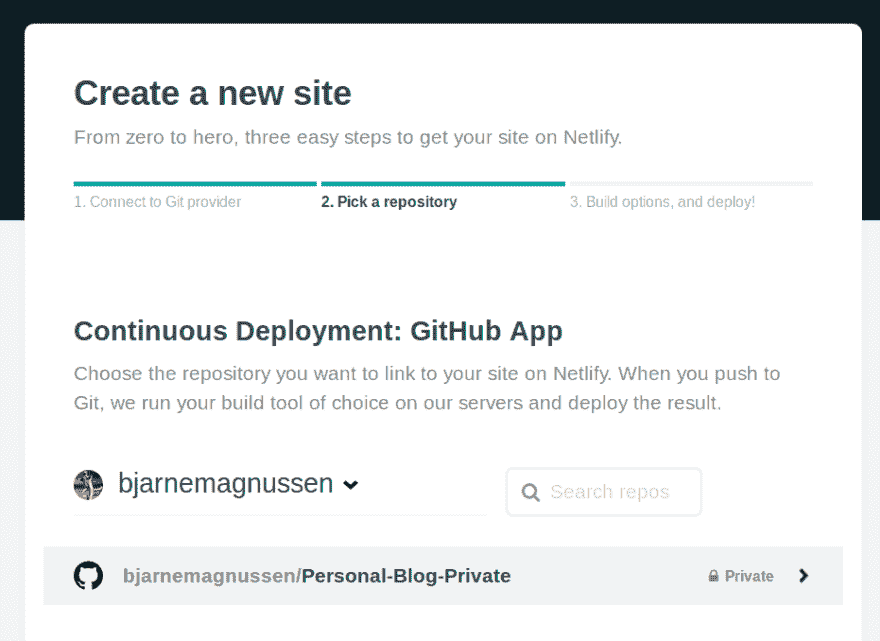 Create a new site
From zero to hero, three easy steps to get your site on Netlify.
1. Connect to Git provider
2. Pick a repository
3. Build options, and deploy!
Continuous Deployment: GitHub App
Choose the repository you want to link to your site on Netlify. When you push to
Git, we run your build tool of choice on our servers and deploy the result.
bjarnemagnussen
Search repos
bjarnemagnussen/Personal-Blog-Private
Private